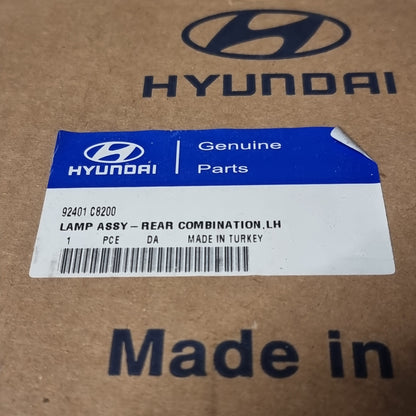 HYUNDAI
HYUNDAI
Genuine
Parts
92401 C8200
LAMP ASSY-REAR COMBINATION,LH
1 PCE DA MADE IN TURKEY
Made in